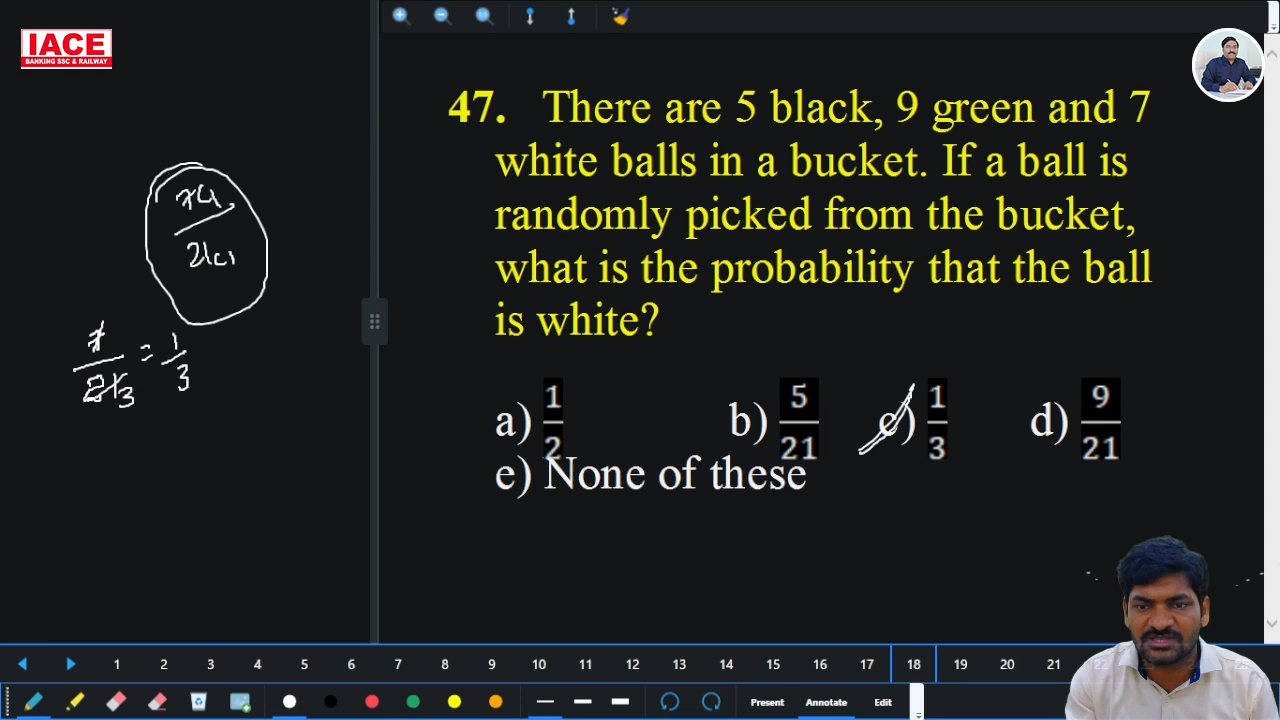 IACE
BANKING SSC & RAILWAY
47. There are 5 black, 9 green and 7
white balls in a bucket. If a ball is
randomly picked from the bucket,
what is the probability that the ball
is white?
a) 1/2 b) 5/21 c) 1/3 d) 9/21
e) None of these
7C1
21C1
7/21 3 = 1/3
1 2 3 4 5 6 7 8 9 10 11 12 13 14 15 16 17 18 19 20 21
Present Annotate Edit